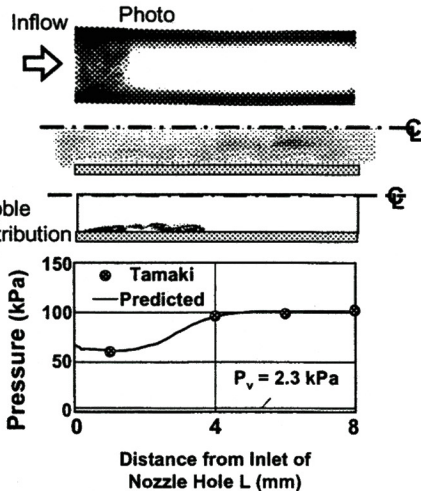 Photo
Inflow
℄
℄
bble
tribution
150
100
50
0
Pressure (kPa)
Tamaki
Predicted
Pv = 2.3 kPa
0
4
8
Distance from Inlet of
Nozzle Hole L (mm)